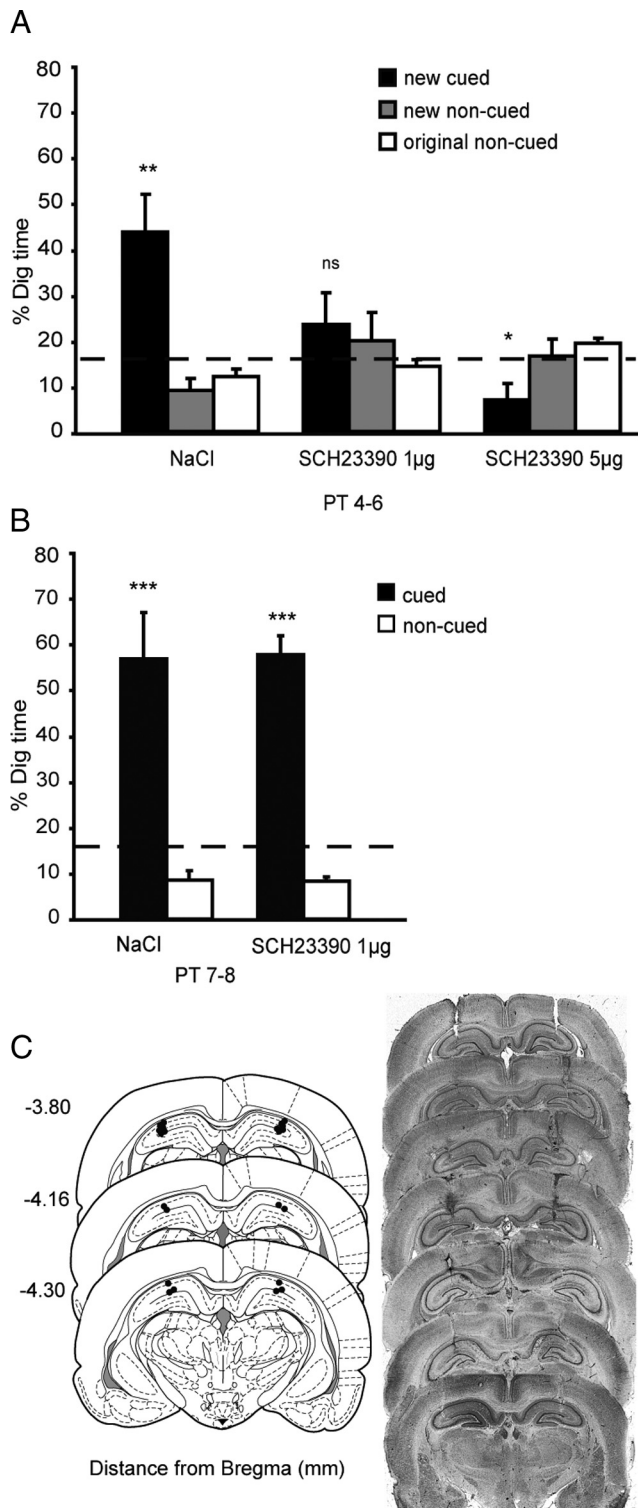 A
80
70
60
50
40
30
20
10
0
% Dig time
new cued
new non-cued
original non-cued
**
ns
*
NaCl
SCH23390 1µg
SCH23390 5µg
PT 4-6
B
80
70
60
50
40
30
20
10
0
% Dig time
cued
non-cued
***
***
NaCl
SCH23390 1µg
PT 7-8
C
-3.80
-4.16
-4.30
Distance from Bregma (mm)